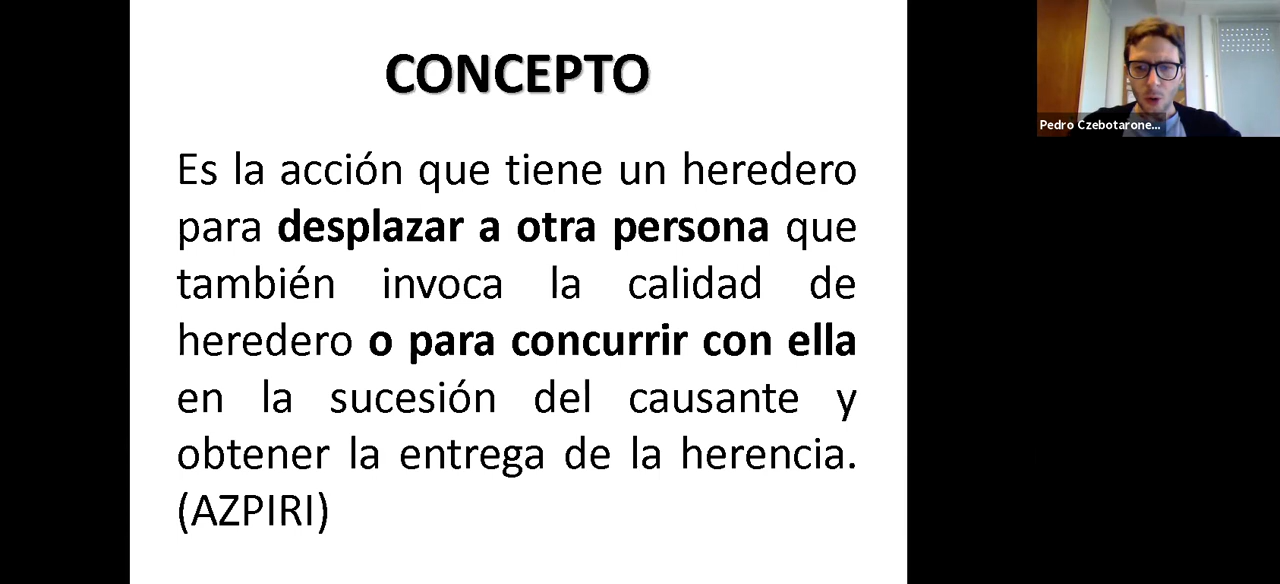 CONCEPTO
Es la acción que tiene un heredero
para desplazar a otra persona que
también invoca la calidad de
heredero o para concurrir con ella
en la sucesión del causante y
obtener la entrega de la herencia.
(AZPIRI)
Pedro Czebotarone...